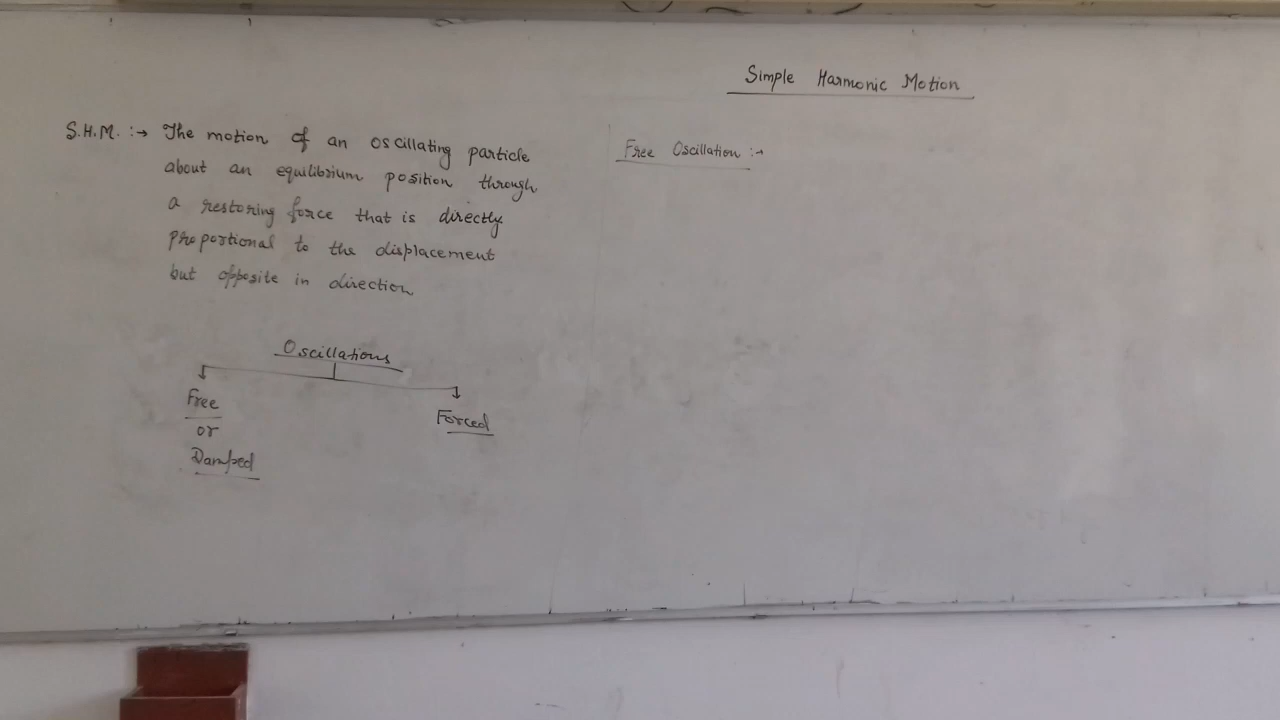 Simple Harmonic Motion
S.H.M. :→ The motion of an oscillating particle
about an equilibrium position through
a restoring force that is directly
proportional to the displacement
but opposite in direction
Oscillations
Free
or
Damped
Forced
Free Oscillation :→